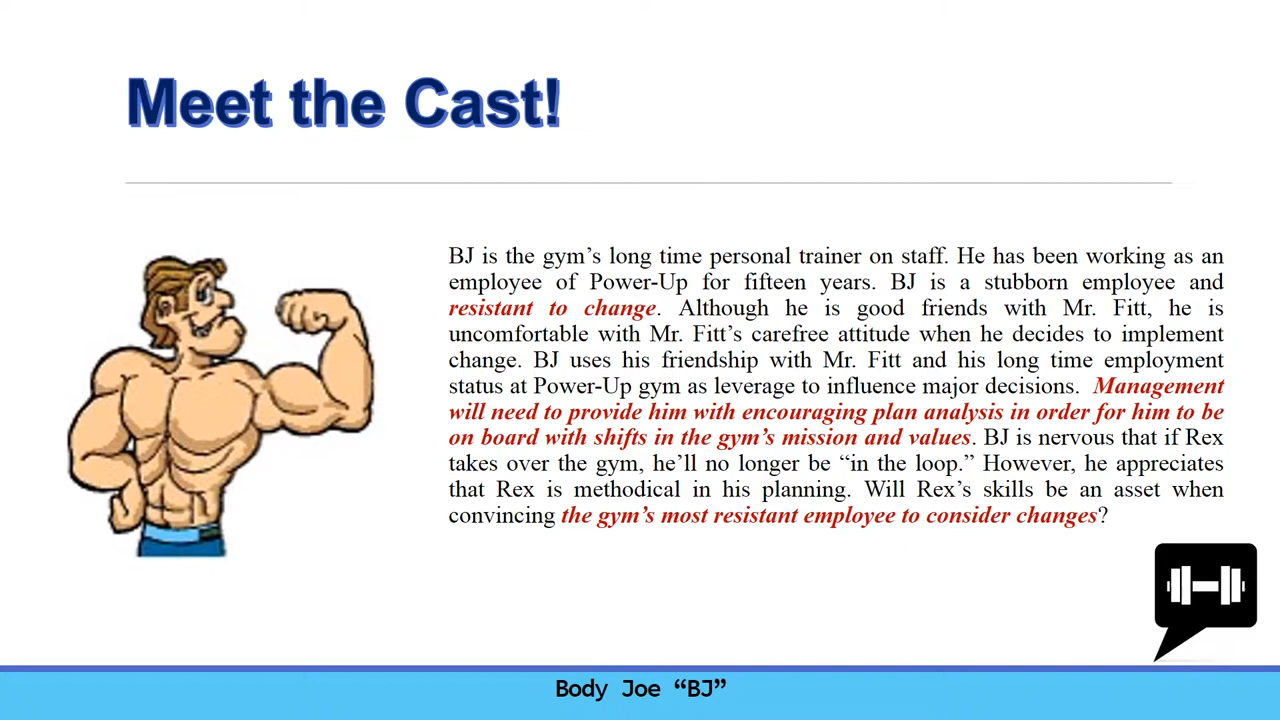 Meet the Cast!
BJ is the gym’s long time personal trainer on staff. He has been working as an
employee of Power-Up for fifteen years. BJ is a stubborn employee and
resistant to change. Although he is good friends with Mr. Fitt, he is
uncomfortable with Mr. Fitt’s carefree attitude when he decides to implement
change. BJ uses his friendship with Mr. Fitt and his long time employment
status at Power-Up gym as leverage to influence major decisions. Management
will need to provide him with encouraging plan analysis in order for him to be
on board with shifts in the gym’s mission and values. BJ is nervous that if Rex
takes over the gym, he’ll no longer be “in the loop.” However, he appreciates
that Rex is methodical in his planning. Will Rex’s skills be an asset when
convincing the gym’s most resistant employee to consider changes?
Body Joe “BJ”